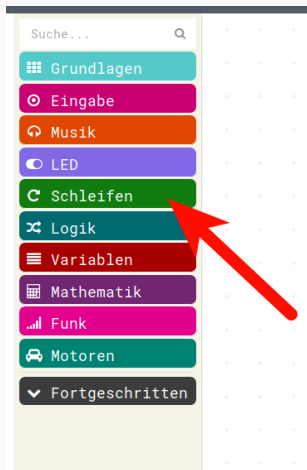 Suche...
Grundlagen
Eingabe
Musik
LED
Schleifen
Logik
Variablen
Mathematik
Funk
Motoren
Fortgeschritten